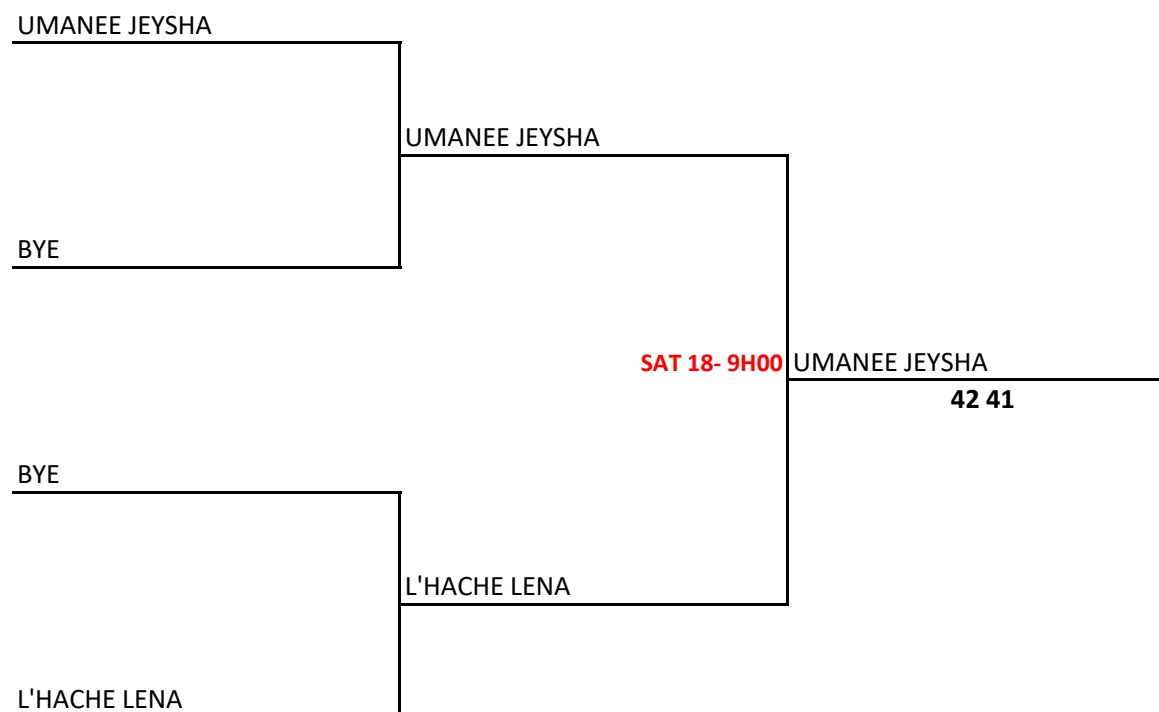 UMANEE JEYSHA
UMANEE JEYSHA
BYE
SAT 18- 9H00 UMANEE JEYSHA
42 41
BYE
L'HACHE LENA
L'HACHE LENA